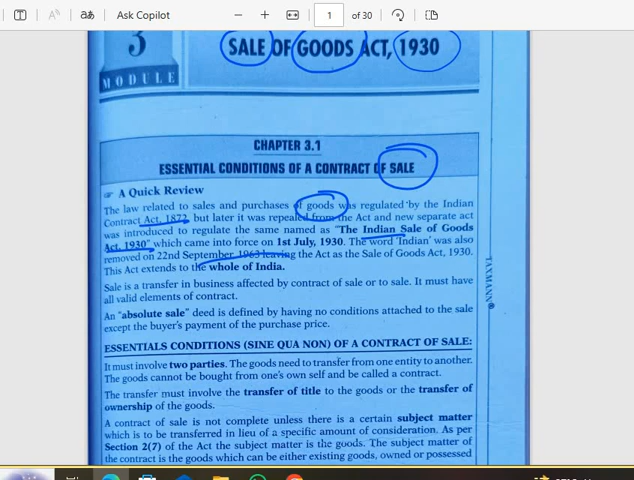 Ask Copilot
1 of 30
3
MODULE
SALE OF GOODS ACT, 1930
CHAPTER 3.1
ESSENTIAL CONDITIONS OF A CONTRACT OF SALE
☞ A Quick Review
The law related to sales and purchases of goods was regulated by the Indian
Contract Act, 1872 but later it was repealed from the Act and new separate act
was introduced to regulate the same named as "The Indian Sale of Goods
Act, 1930" which came into force on 1st July, 1930. The word 'Indian' was also
removed on 22nd September, 1963 leaving the Act as the Sale of Goods Act, 1930.
This Act extends to the whole of India.
Sale is a transfer in business affected by contract of sale or to sale. It must have
all valid elements of contract.
An "absolute sale" deed is defined by having no conditions attached to the sale
except the buyer's payment of the purchase price.
ESSENTIALS CONDITIONS (SINE QUA NON) OF A CONTRACT OF SALE:
It must involve two parties. The goods need to transfer from one entity to another.
The goods cannot be bought from one's own self and be called a contract.
The transfer must involve the transfer of title to the goods or the transfer of
ownership of the goods.
A contract of sale is not complete unless there is a certain subject matter
which is to be transferred in lieu of a specific amount of consideration. As per
Section 2(7) of the Act the subject matter is the goods. The subject matter of
the contract is the goods which can be either existing goods, owned or possessed
TAXMANN®